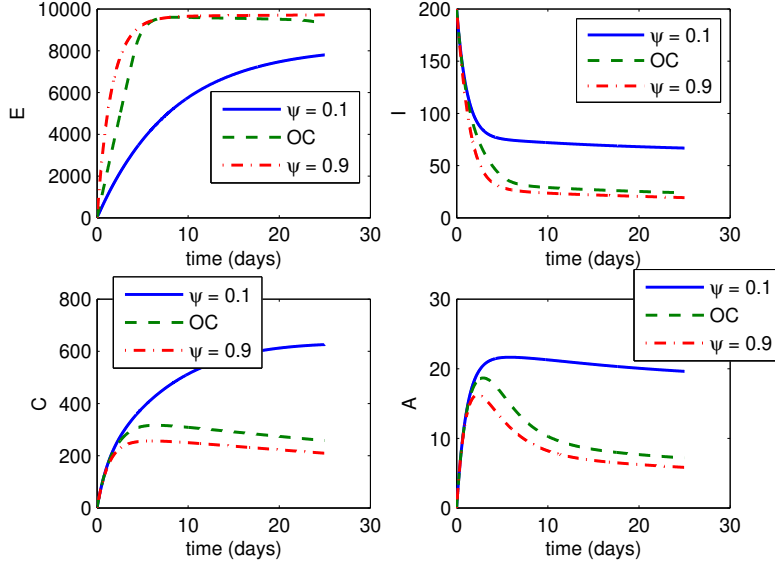 10000
8000
6000
4000
2000
0
E
ψ = 0.1
OC
ψ = 0.9
0
10
20
30
time (days)
200
150
100
50
0
I
ψ = 0.1
OC
ψ = 0.9
0
10
20
30
time (days)
800
600
400
200
0
C
ψ = 0.1
OC
ψ = 0.9
0
10
20
30
time (days)
30
20
10
0
A
ψ = 0.1
OC
ψ = 0.9
0
10
20
30
time (days)